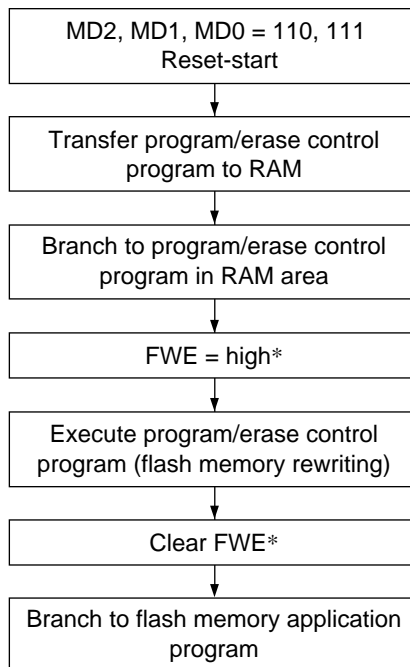 MD2, MD1, MD0 = 110, 111
Reset-start
Transfer program/erase control
program to RAM
Branch to program/erase control
program in RAM area
FWE = high*
Execute program/erase control
program (flash memory rewriting)
Clear FWE*
Branch to flash memory application
program